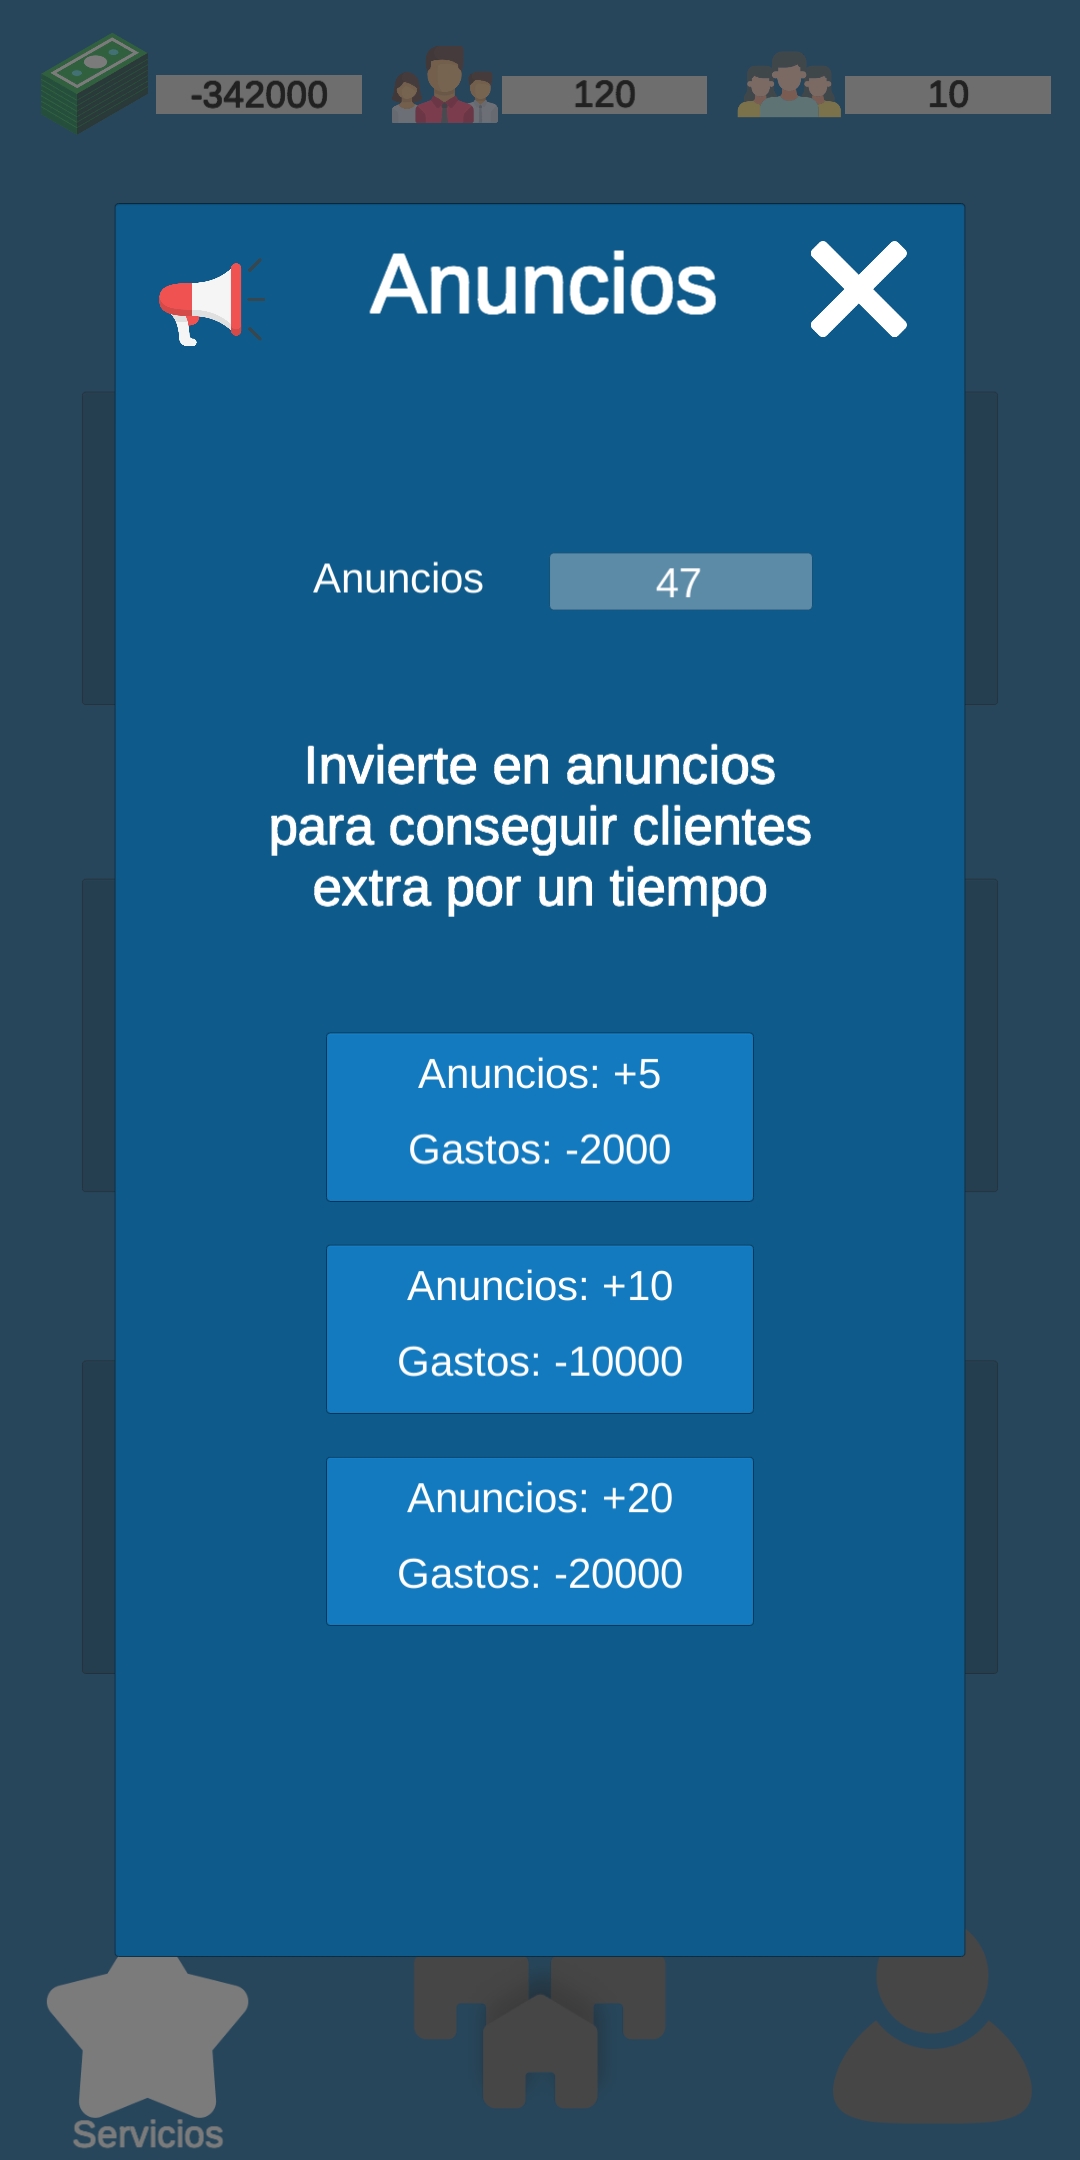 -342000
120
10
Anuncios
Anuncios
47
Invierte en anuncios
para conseguir clientes
extra por un tiempo
Anuncios: +5
Gastos: -2000
Anuncios: +10
Gastos: -10000
Anuncios: +20
Gastos: -20000
Servicios